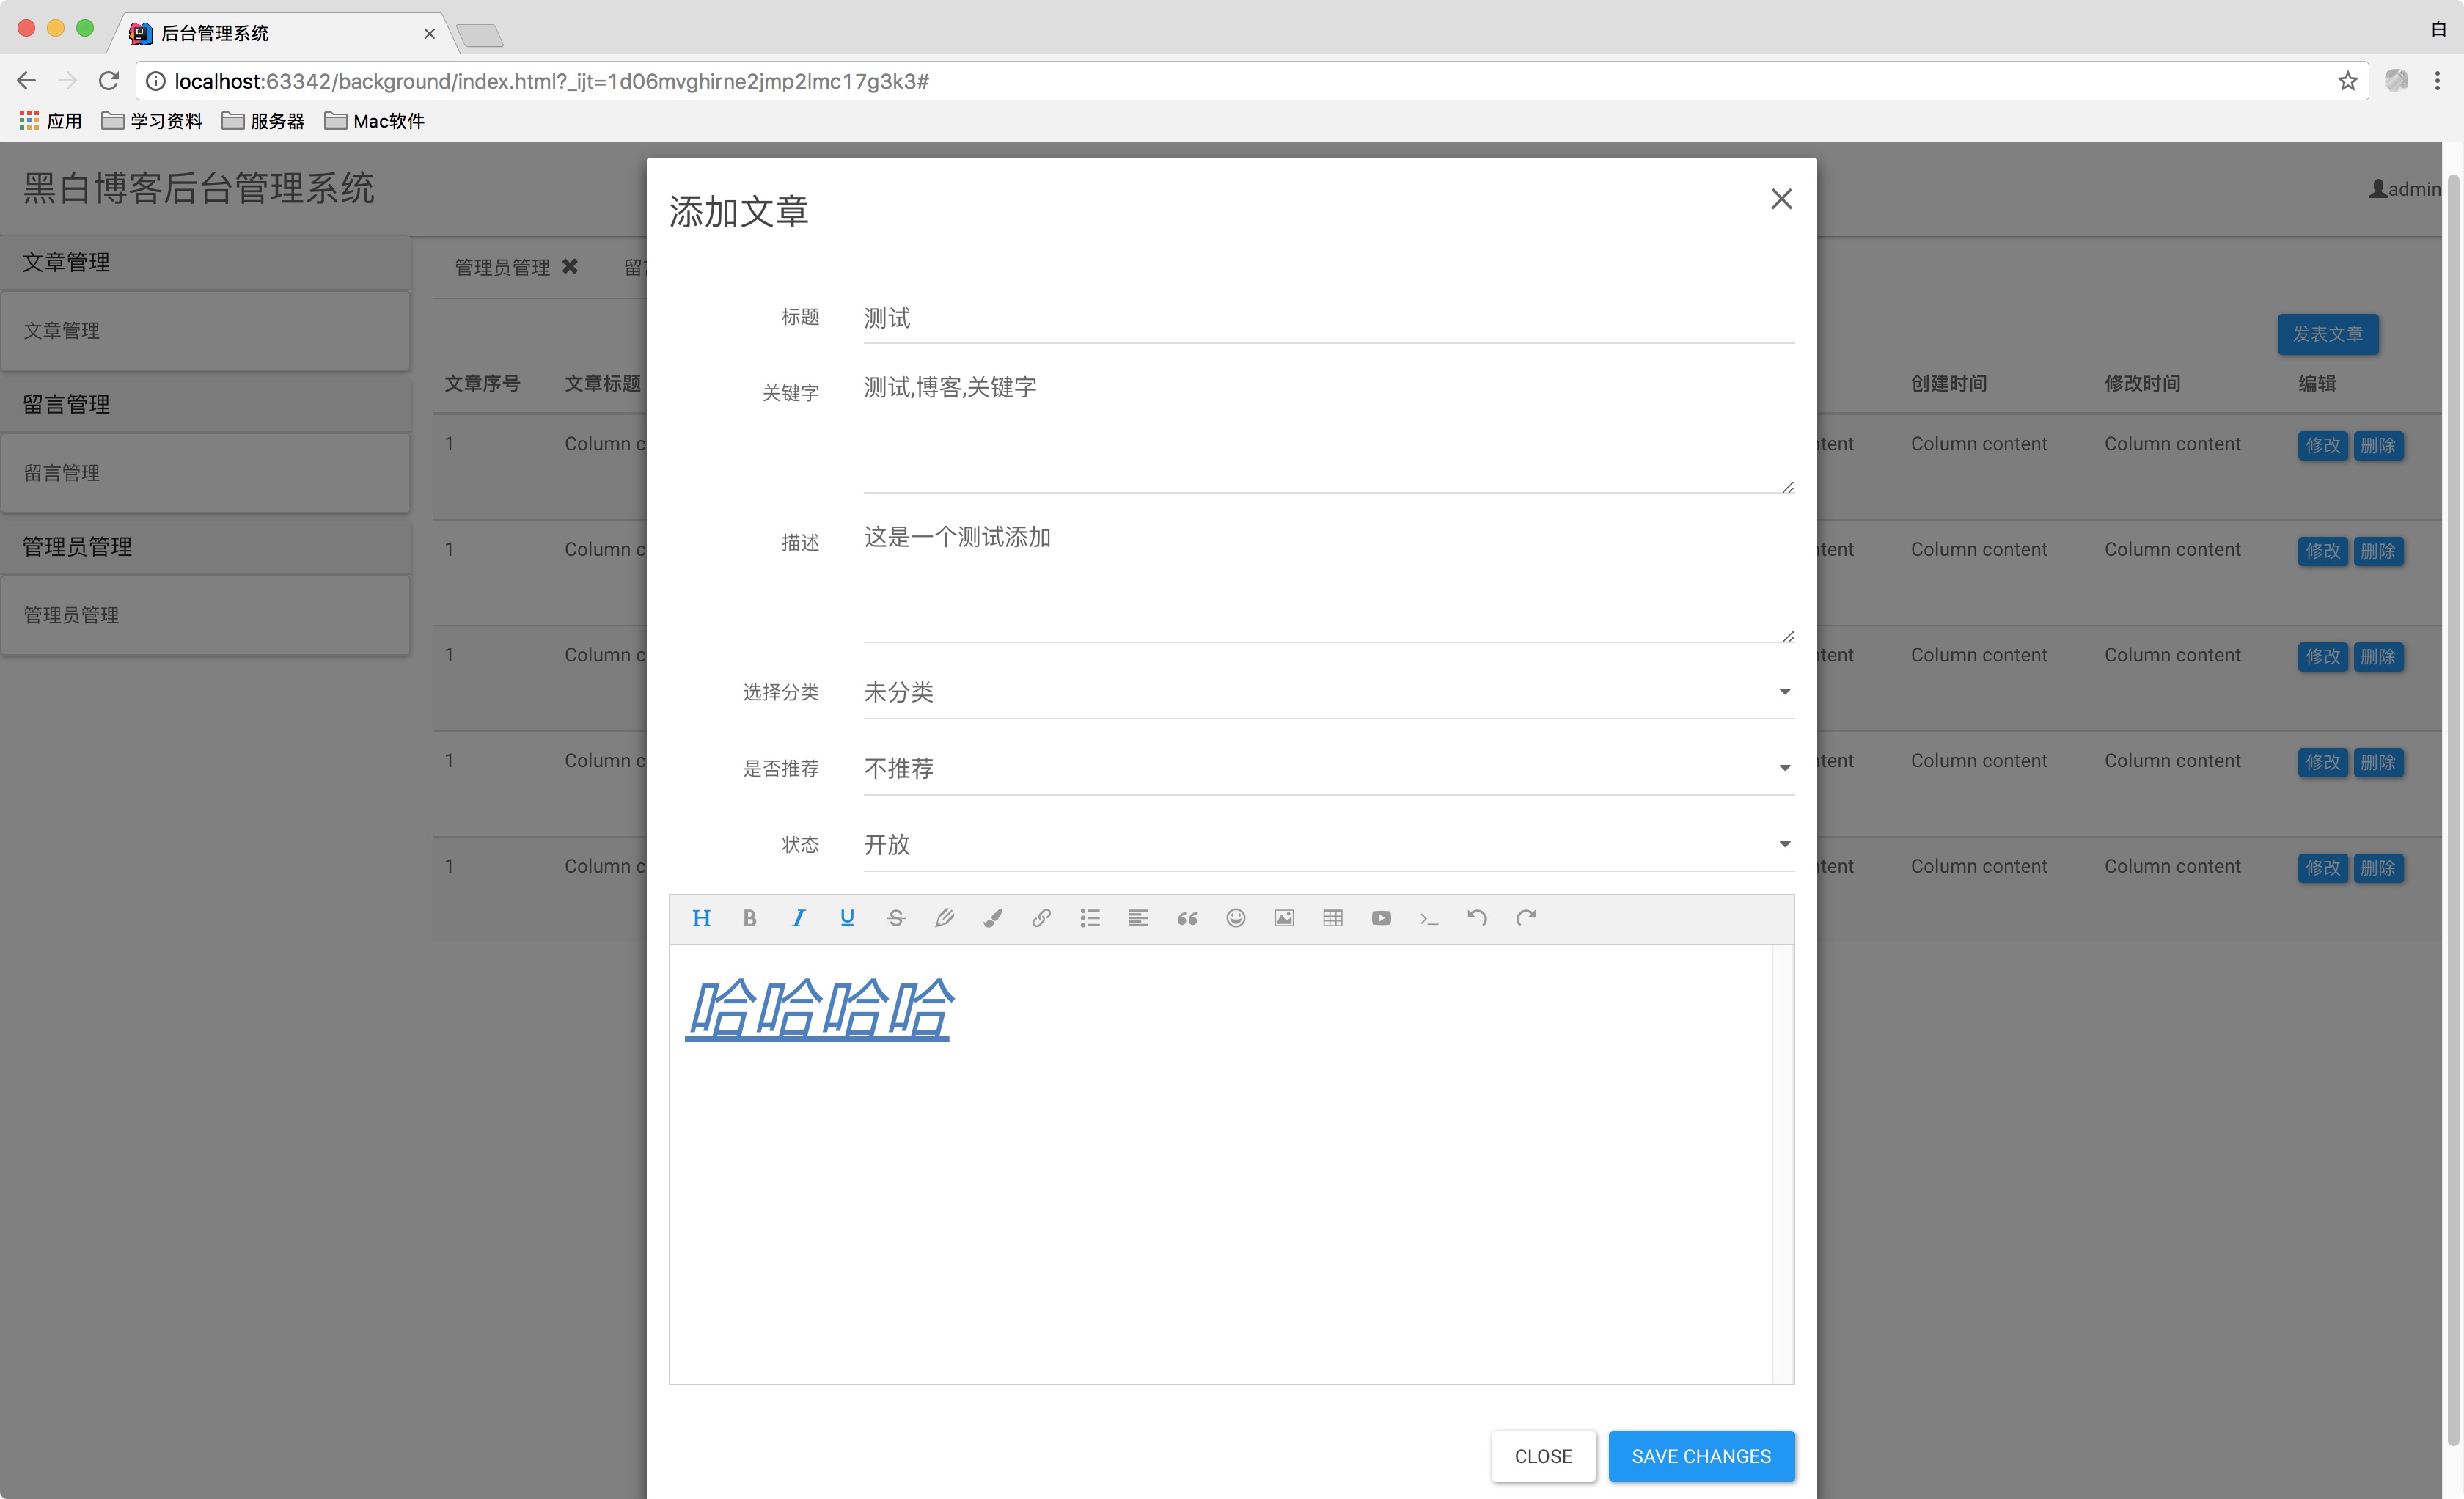 后台管理系统
白
localhost:63342/background/index.html?_ijt=1d06mvghirne2jmp2lmc17g3k3#
应用 学习资料 服务器 Mac软件
黑白博客后台管理系统
admin
文章管理
文章管理
留言管理
留言管理
管理员管理
管理员管理
管理员管理 留
发表文章
文章序号 文章标题 创建时间 修改时间 编辑
1 Column c tent Column content Column content 修改 删除
1 Column c tent Column content Column content 修改 删除
1 Column c tent Column content Column content 修改 删除
1 Column c tent Column content Column content 修改 删除
1 Column c tent Column content Column content 修改 删除
添加文章
标题 测试
关键字 测试,博客,关键字
描述 这是一个测试添加
选择分类 未分类
是否推荐 不推荐
状态 开放
H B I U S
哈哈哈哈
CLOSE SAVE CHANGES